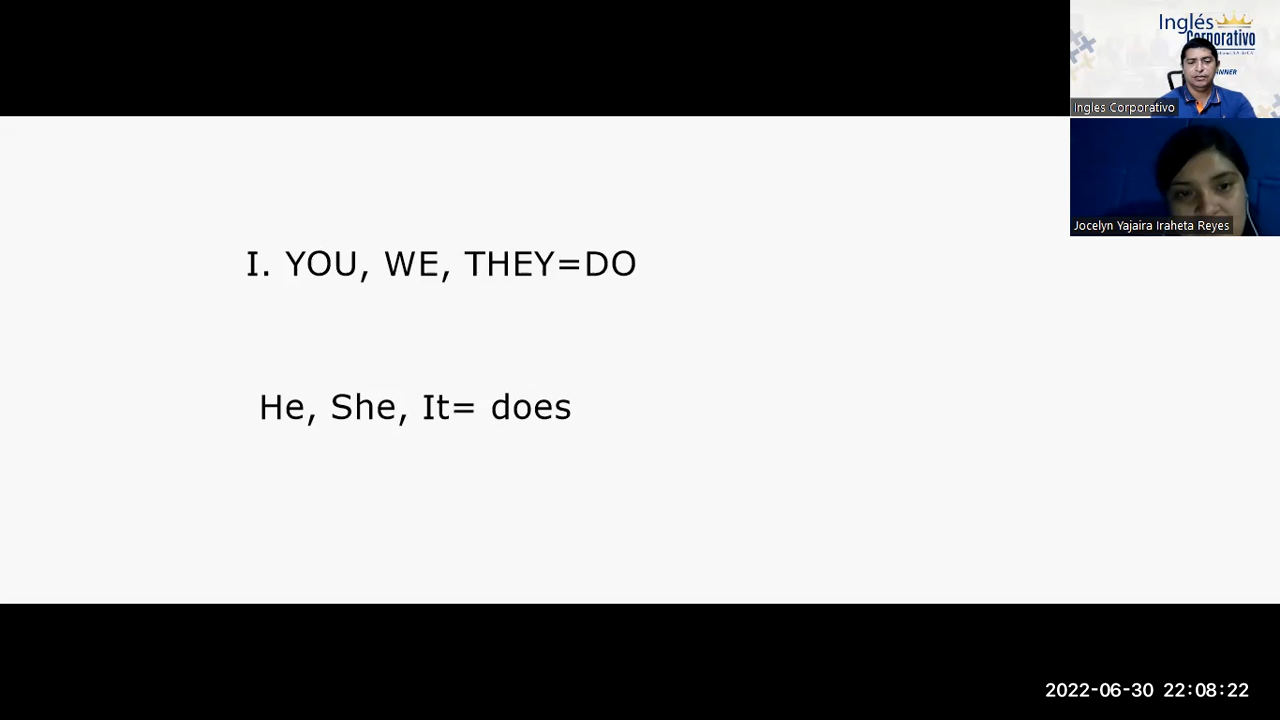 Inglés
Corporativo
Ingles Corporativo
Jocelyn Yajaira Iraheta Reyes
I. YOU, WE, THEY=DO
He, She, It= does
2022-06-30 22:08:22